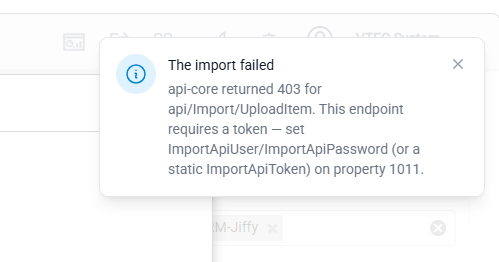 The import failed
api-core returned 403 for
api/Import/UploadItem. This endpoint
requires a token — set
ImportApiUser/ImportApiPassword (or a
static ImportApiToken) on property 1011.
M-Jiffy